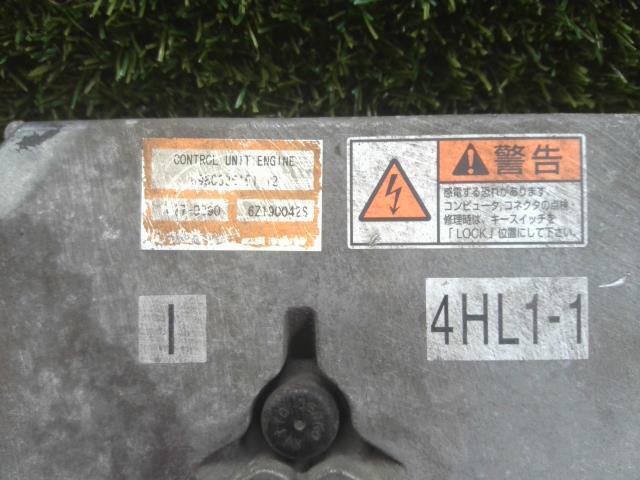 CONTROL UNIT ENGINE
6Z19004ZS
警告
感電する恐れがあります。
コンピュータ、コネクタの点検・
修理時は、キースイッチを
「LOCK」位置にして下さい。
I
4HL1-1